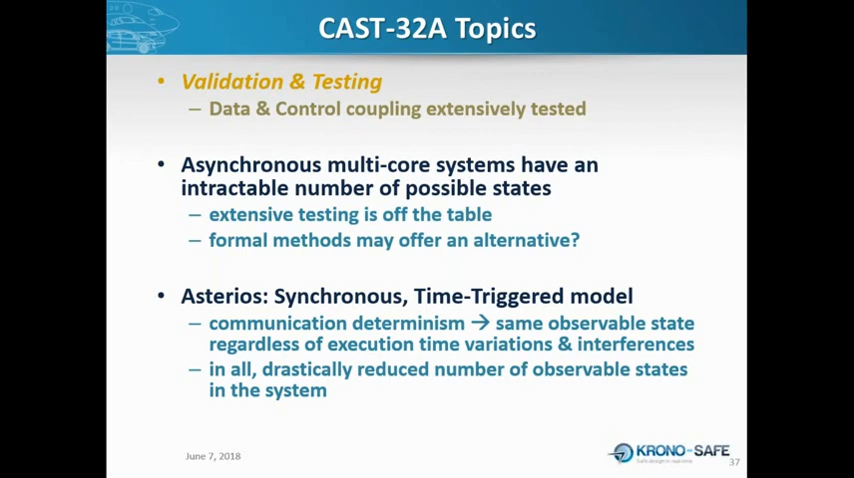 CAST-32A Topics
• Validation & Testing
– Data & Control coupling extensively tested
• Asynchronous multi-core systems have an
intractable number of possible states
– extensive testing is off the table
– formal methods may offer an alternative?
• Asterios: Synchronous, Time-Triggered model
– communication determinism → same observable state
regardless of execution time variations & interferences
– in all, drastically reduced number of observable states
in the system
June 7, 2018
KRONO-SAFE
37